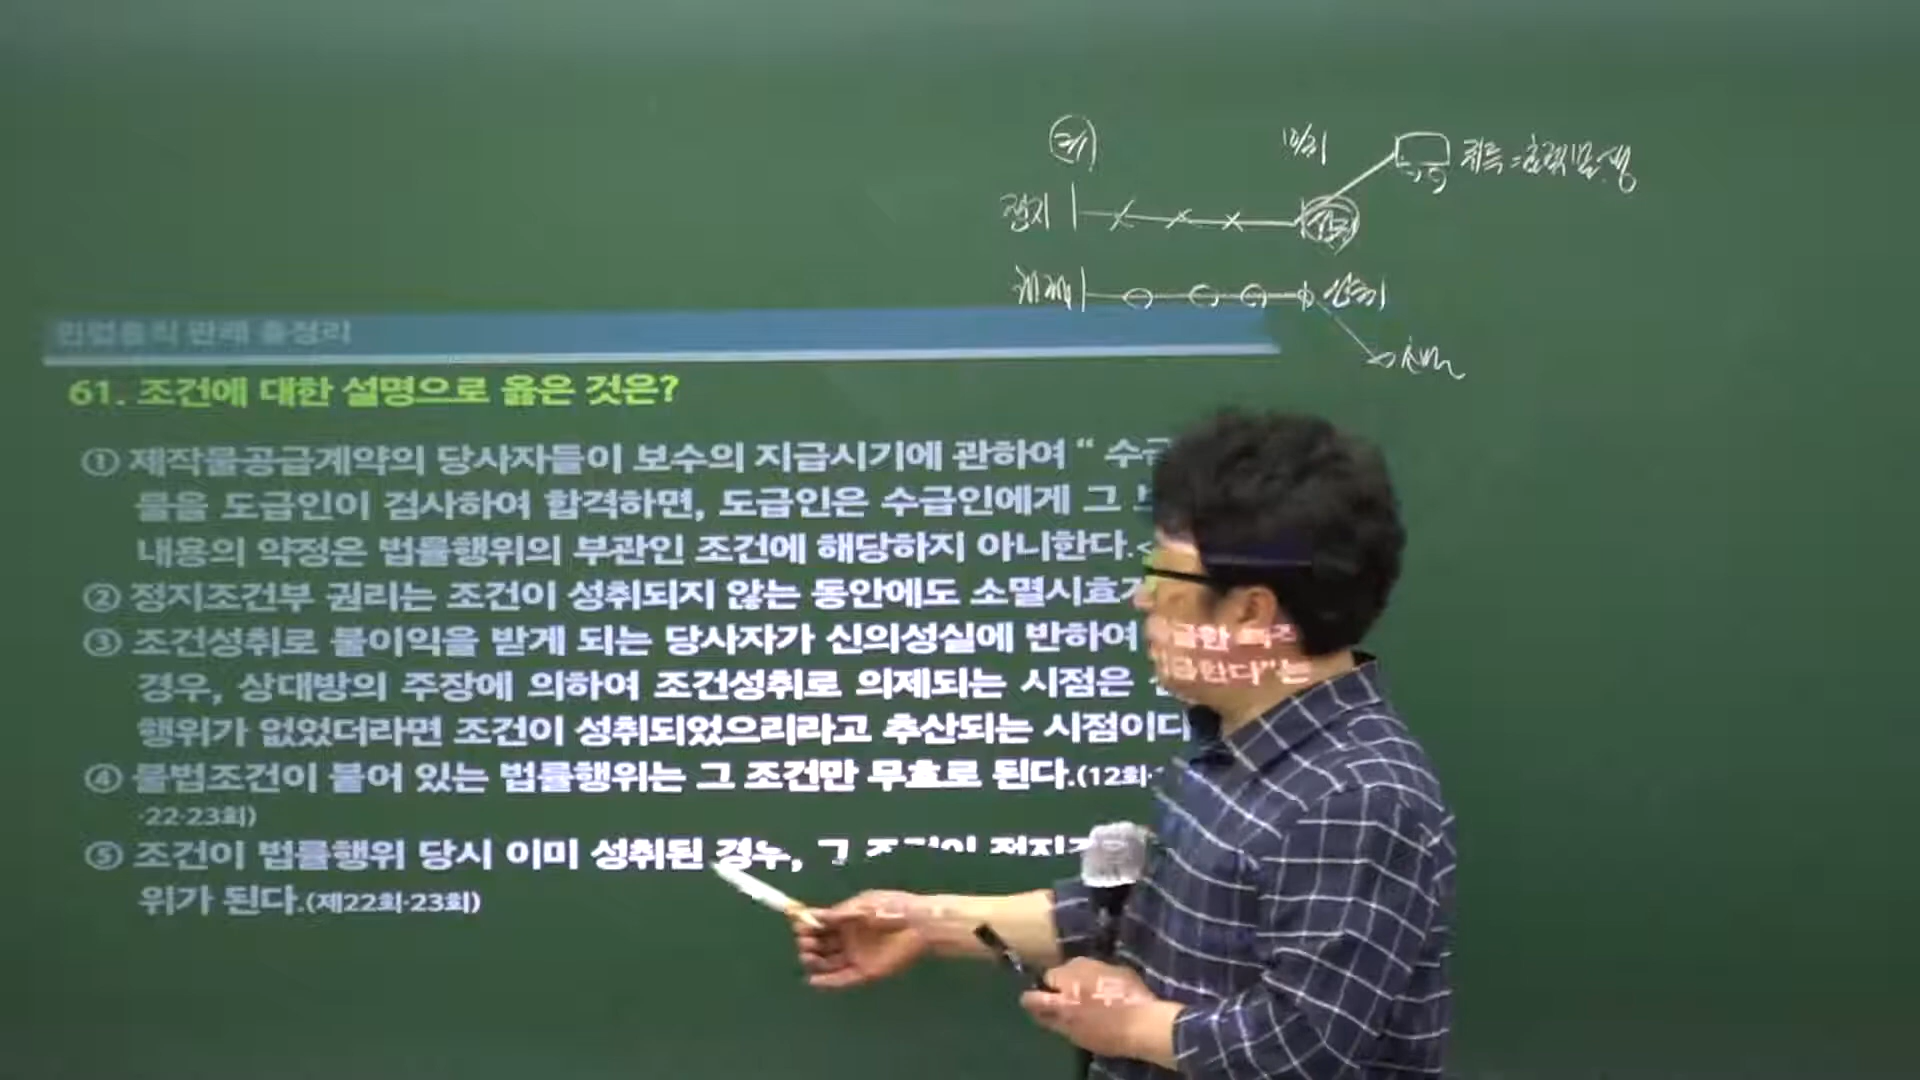 정지
해제
취득 = 효력발생
민법총칙 판례 총정리
61. 조건에 대한 설명으로 옳은 것은?
① 제작물공급계약의 당사자들이 보수의 지급시기에 관하여 “ 수급
물을 도급인이 검사하여 합격하면, 도급인은 수급인에게 그
내용의 약정은 법률행위의 부관인 조건에 해당하지 아니한다.<
② 정지조건부 권리는 조건이 성취되지 않는 동안에도 소멸시효가
③ 조건성취로 불이익을 받게 되는 당사자가 신의성실에 반하여
경우, 상대방의 주장에 의하여 조건성취로 의제되는 시점은
행위가 없었더라면 조건이 성취되었으리라고 추산되는 시점이다
④ 불법조건이 붙어 있는 법률행위는 그 조건만 무효로 된다.(12회·
·22·23회)
⑤ 조건이 법률행위 당시 이미 성취된 경우, 그 조건이 정지조
위가 된다.(제22회·23회)